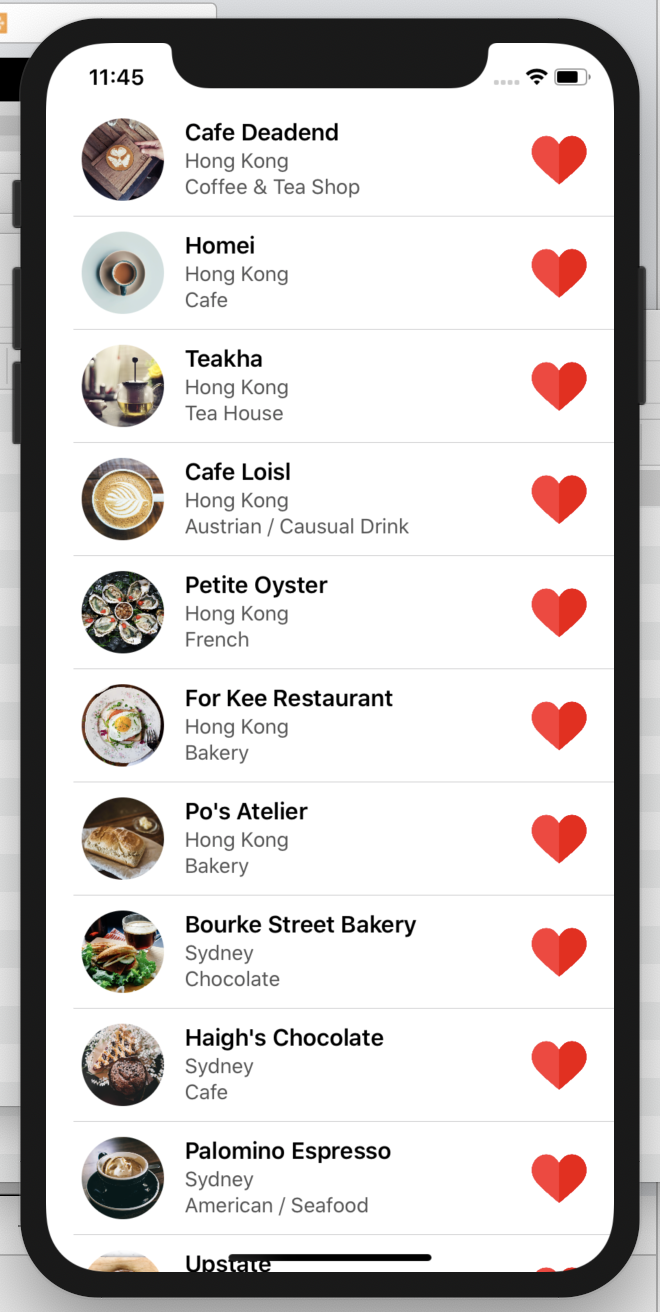 11:45
Cafe Deadend
Hong Kong
Coffee & Tea Shop
Homei
Hong Kong
Cafe
Teakha
Hong Kong
Tea House
Cafe Loisl
Hong Kong
Austrian / Causual Drink
Petite Oyster
Hong Kong
French
For Kee Restaurant
Hong Kong
Bakery
Po's Atelier
Hong Kong
Bakery
Bourke Street Bakery
Sydney
Chocolate
Haigh's Chocolate
Sydney
Cafe
Palomino Espresso
Sydney
American / Seafood
Upstate